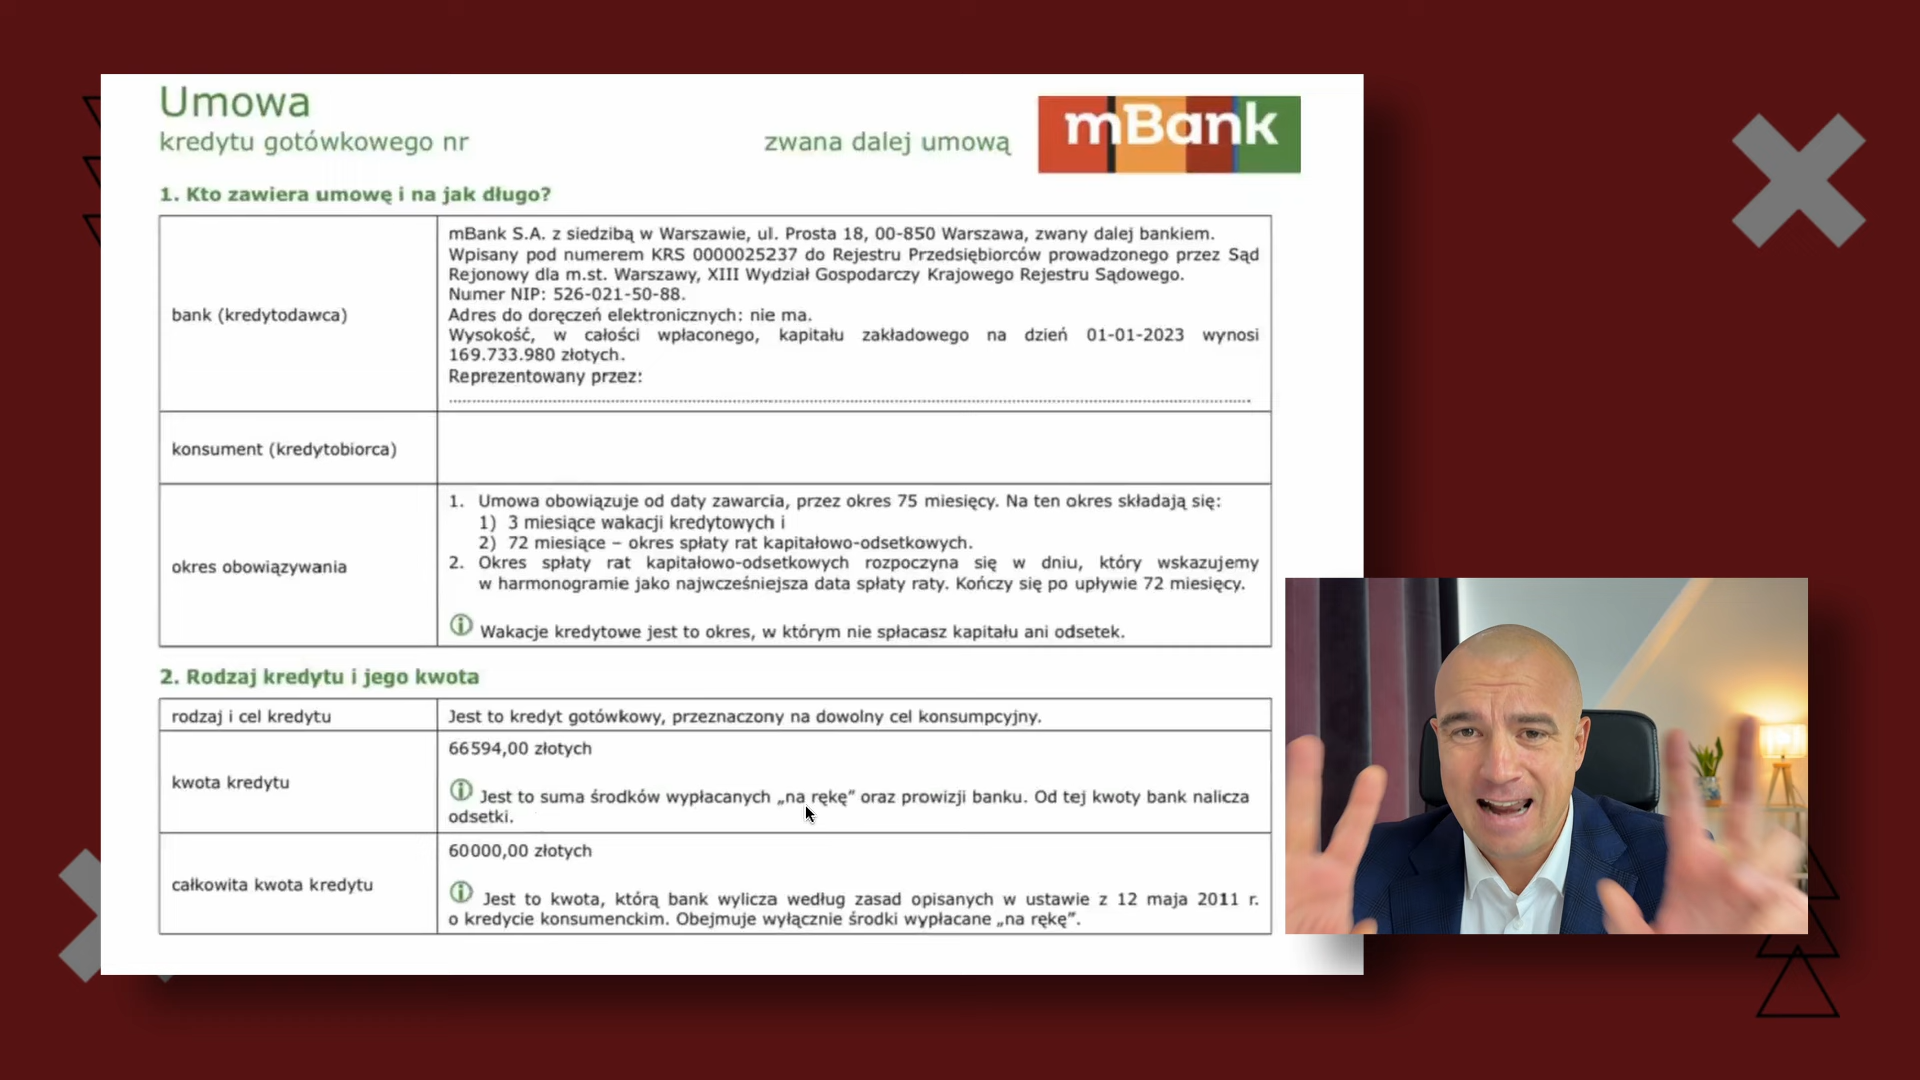 Umowa
kredytu gotówkowego nr zwana dalej umową
mBank
1. Kto zawiera umowę i na jak długo?
bank (kredytodawca)
mBank S.A. z siedzibą w Warszawie, ul. Prosta 18, 00-850 Warszawa, zwany dalej bankiem.
Wpisany pod numerem KRS 0000025237 do Rejestru Przedsiębiorców prowadzonego przez Sąd
Rejonowy dla m.st. Warszawy, XIII Wydział Gospodarczy Krajowego Rejestru Sądowego.
Numer NIP: 526-021-50-88.
Adres do doręczeń elektronicznych: nie ma.
Wysokość, w całości wpłaconego, kapitału zakładowego na dzień 01-01-2023 wynosi
169.733.980 złotych.
Reprezentowany przez:
konsument (kredytobiorca)
okres obowiązywania
1. Umowa obowiązuje od daty zawarcia, przez okres 75 miesięcy. Na ten okres składają się:
1) 3 miesiące wakacji kredytowych i
2) 72 miesiące – okres spłaty rat kapitałowo-odsetkowych.
2. Okres spłaty rat kapitałowo-odsetkowych rozpoczyna się w dniu, który wskazujemy
w harmonogramie jako najwcześniejsza data spłaty raty. Kończy się po upływie 72 miesięcy.
Wakacje kredytowe jest to okres, w którym nie spłacasz kapitału ani odsetek.
2. Rodzaj kredytu i jego kwota
rodzaj i cel kredytu
Jest to kredyt gotówkowy, przeznaczony na dowolny cel konsumpcyjny.
kwota kredytu
66594,00 złotych
Jest to suma środków wypłacanych „na rękę” oraz prowizji banku. Od tej kwoty bank nalicza
odsetki.
całkowita kwota kredytu
60000,00 złotych
Jest to kwota, którą bank wylicza według zasad opisanych w ustawie z 12 maja 2011 r.
o kredycie konsumenckim. Obejmuje wyłącznie środki wypłacane „na rękę”.